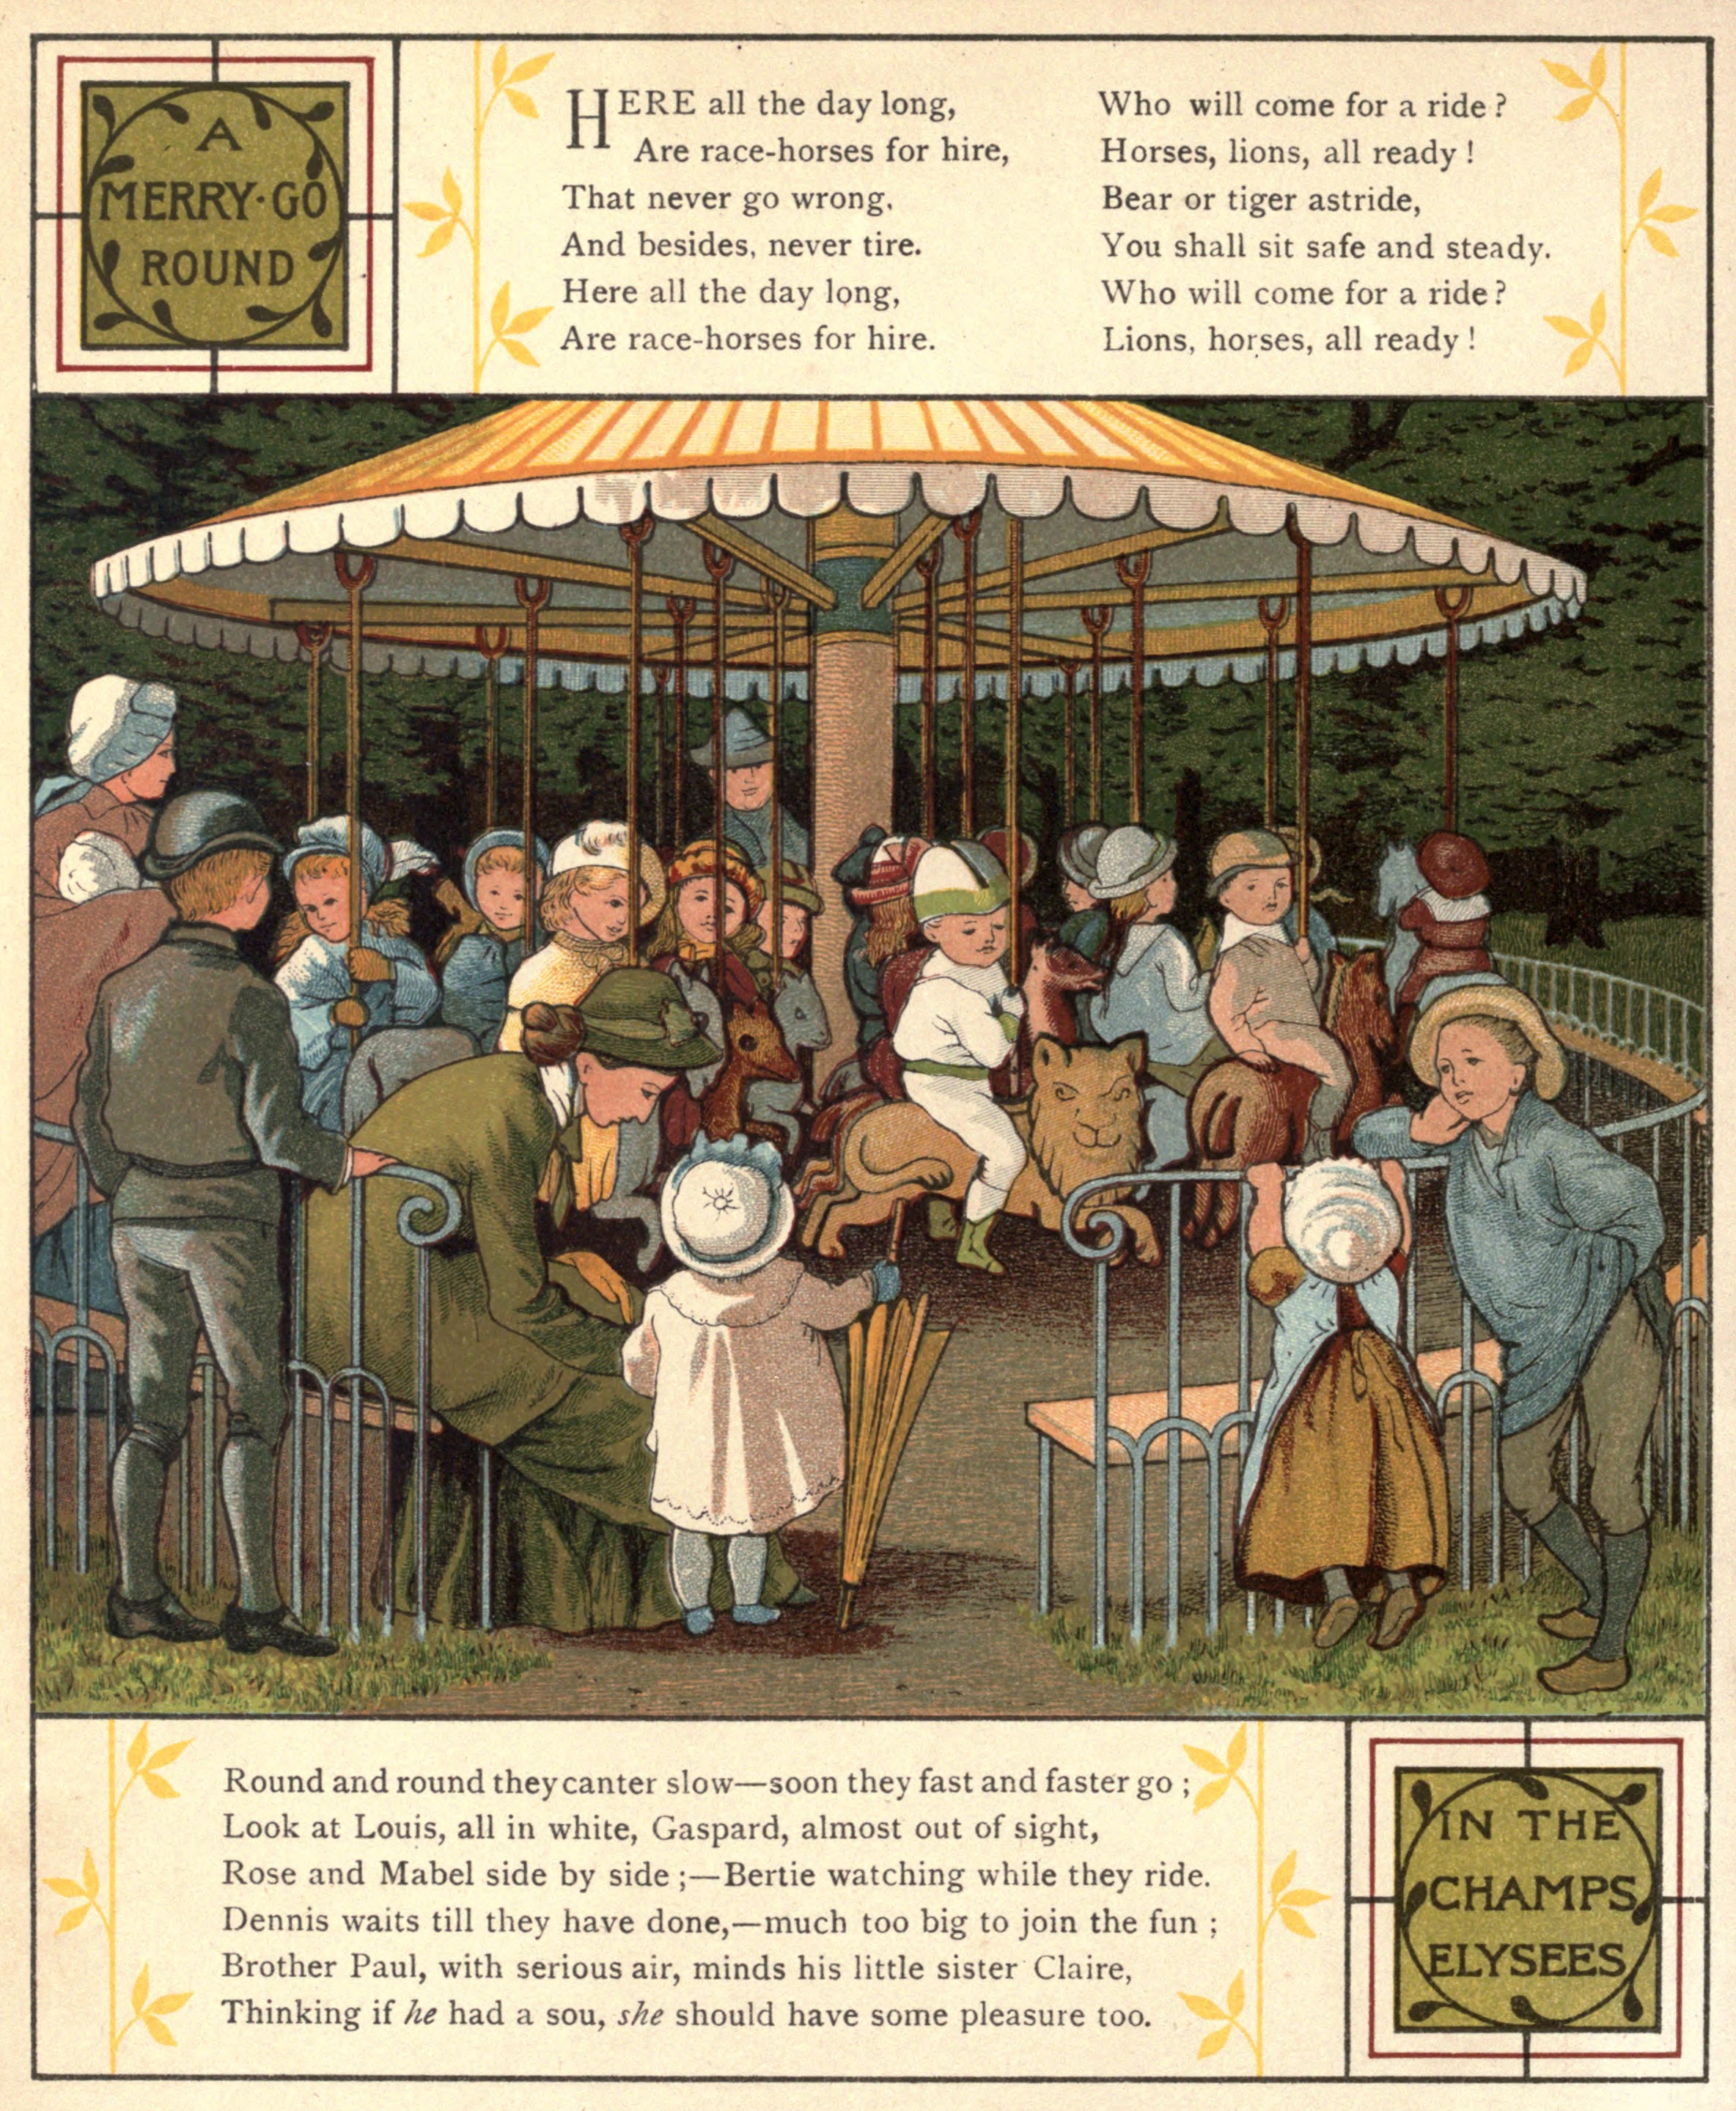 A
MERRY-GO
ROUND
HERE all the day long,
Are race-horses for hire,
That never go wrong,
And besides, never tire.
Here all the day long,
Are race-horses for hire.
Who will come for a ride?
Horses, lions, all ready!
Bear or tiger astride,
You shall sit safe and steady.
Who will come for a ride?
Lions, horses, all ready!
Round and round they canter slow—soon they fast and faster go;
Look at Louis, all in white, Gaspard, almost out of sight,
Rose and Mabel side by side;—Bertie watching while they ride.
Dennis waits till they have done,—much too big to join the fun;
Brother Paul, with serious air, minds his little sister Claire,
Thinking if he had a sou, she should have some pleasure too.
IN THE
CHAMPS
ELYSEES